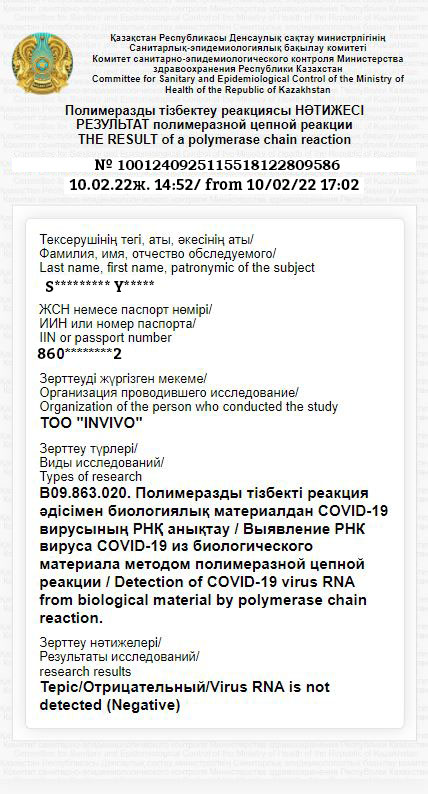 Қазақстан Республикасы Денсаулық сақтау министрлігінің
Санитарлық-эпидемиологиялық бақылау комитеті
Комитет санитарно-эпидемиологического контроля Министерства
здравоохранения Республики Казахстан
Committee for Sanitary and Epidemiological Control of the Ministry of
Health of the Republic of Kazakhstan
Полимеразды тізбектеу реакциясы НӘТИЖЕСІ
РЕЗУЛЬТАТ полимеразной цепной реакции
THE RESULT of a polymerase chain reaction
№ 1001240925115518122809586
10.02.22ж. 14:52/ from 10/02/22 17:02
Тексерушінің тегі, аты, әкесінің аты/
Фамилия, имя, отчество обследуемого/
Last name, first name, patronymic of the subject
S********* Y*****
ЖСН немесе паспорт нөмірі/
ИИН или номер паспорта/
IIN or passport number
860********2
Зерттеуді жүргізген мекеме/
Организация проводившего исследование/
Organization of the person who conducted the study
ТОО "INVIVO"
Зерттеу түрлері/
Виды исследований/
Types of research
B09.863.020. Полимеразды тізбекті реакция
әдісімен биологиялық материалдан COVID-19
вирусының РНҚ анықтау / Выявление РНК
вируса COVID-19 из биологического
материала методом полимеразной цепной
реакции / Detection of COVID-19 virus RNA
from biological material by polymerase chain
reaction.
Зерттеу нәтижелері/
Результаты исследований/
research results
Теріс/Отрицательный/Virus RNA is not
detected (Negative)